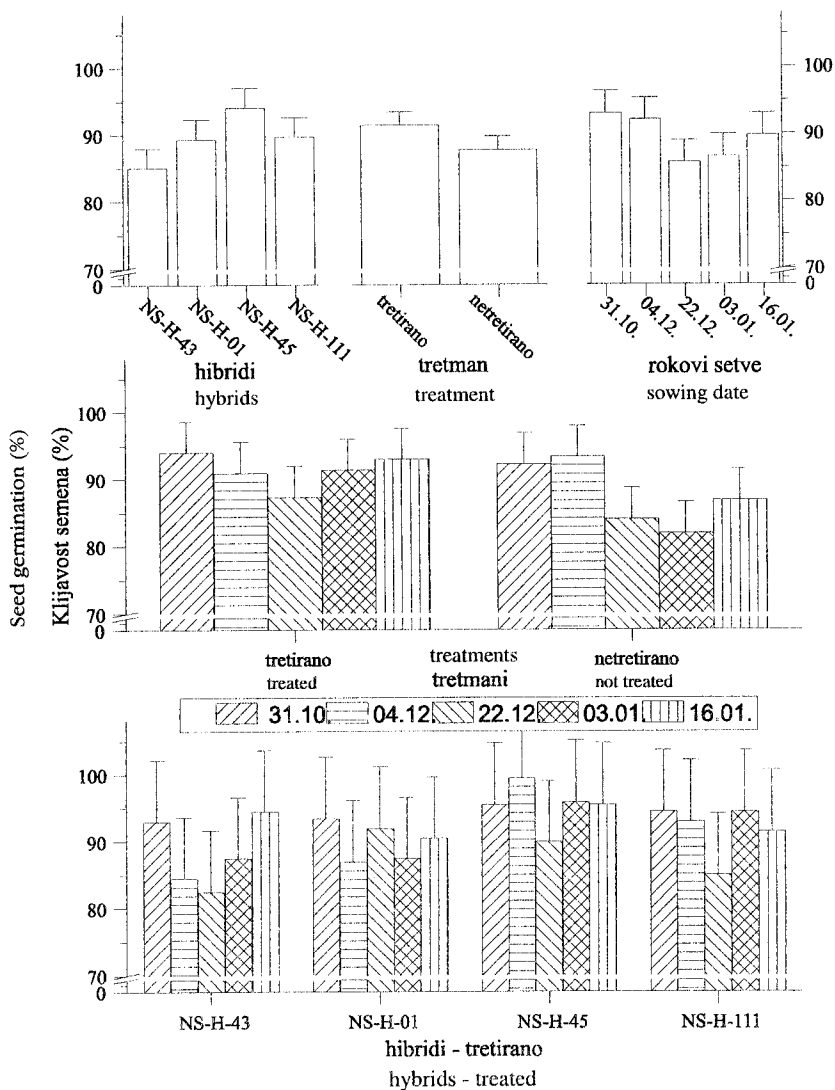 100
90
80
70
0
100
90
80
70
0
NS-H-43
NS-H-01
NS-H-45
NS-H-111
tretirano
netretirano
31.10.
04.12.
22.12.
03.01.
16.01.
hibridi
hybrids
tretman
treatment
rokovi setve
sowing date
Seed germination (%)
Klijavost semena (%)
100
90
80
70
0
tretirano
treated
treatments
tretmani
netretirano
not treated
31.10 04.12 22.12 03.01 16.01.
100
90
80
70
0
NS-H-43 NS-H-01 NS-H-45 NS-H-111
hibridi - tretirano
hybrids - treated